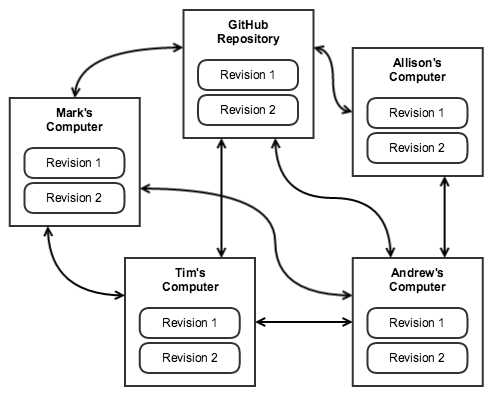 GitHub
Repository
Revision 1
Revision 2
Allison's
Computer
Revision 1
Revision 2
Mark's
Computer
Revision 1
Revision 2
Tim's
Computer
Revision 1
Revision 2
Andrew's
Computer
Revision 1
Revision 2